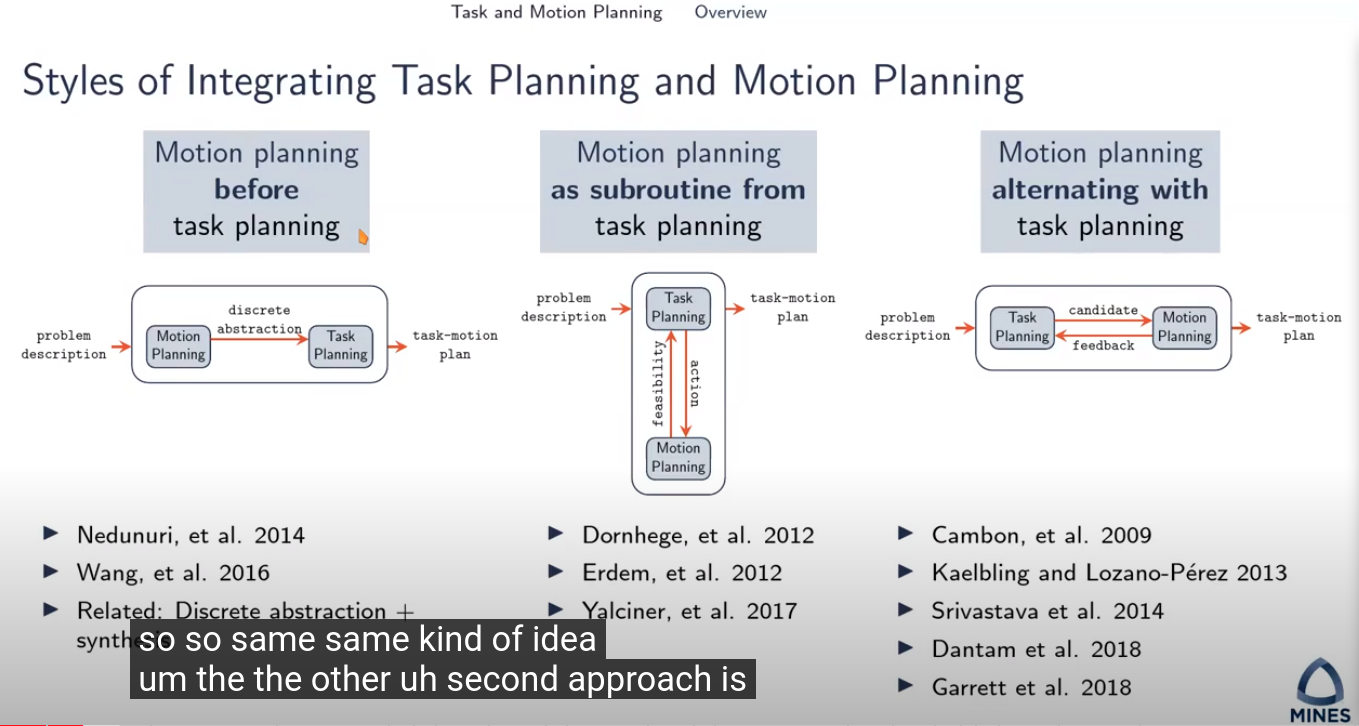 Task and Motion Planning Overview
Styles of Integrating Task Planning and Motion Planning
Motion planning
before
task planning
problem
description
Motion
Planning
discrete
abstraction
Task
Planning
task-motion
plan
Nedunuri, et al. 2014
Wang, et al. 2016
Related: Discrete abstraction +
Motion planning
as subroutine from
task planning
problem
description
Task
Planning
task-motion
plan
feasibility
action
Motion
Planning
Dornhege, et al. 2012
Erdem, et al. 2012
Yalciner, et al. 2017
Motion planning
alternating with
task planning
problem
description
Task
Planning
candidate
feedback
Motion
Planning
task-motion
plan
Cambon, et al. 2009
Kaelbling and Lozano-Pérez 2013
Srivastava et al. 2014
Dantam et al. 2018
Garrett et al. 2018
so so same same kind of idea
um the the other uh second approach is
MINES